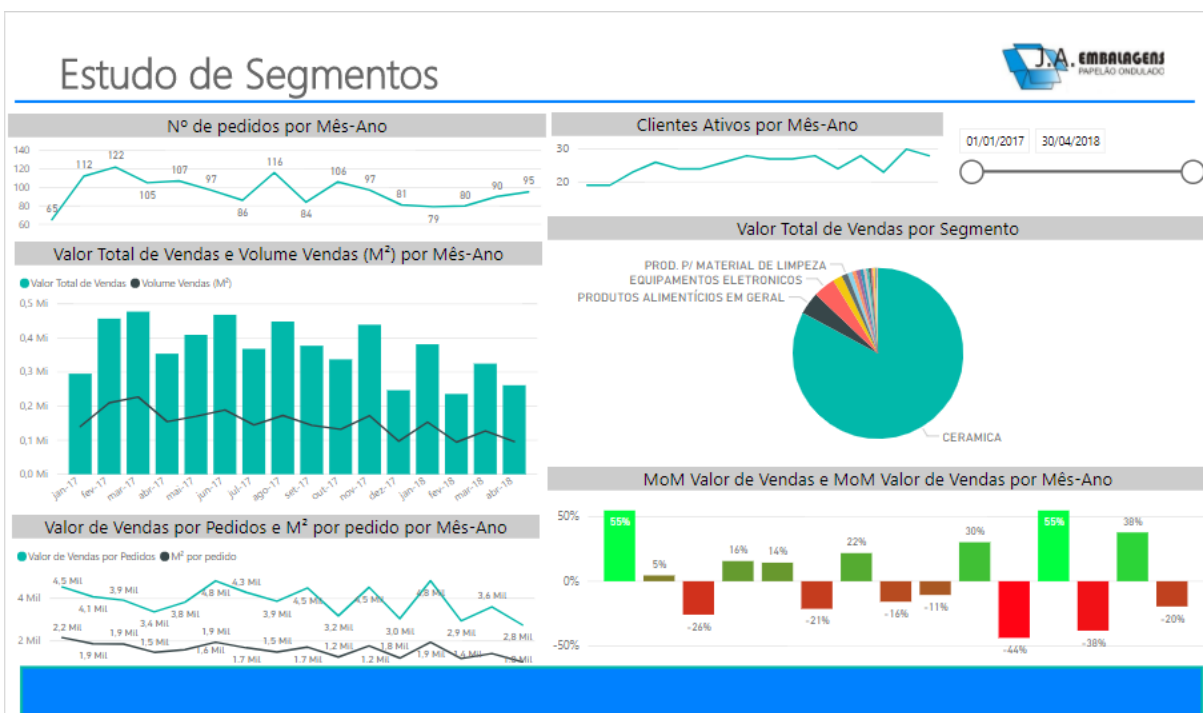 Estudo de Segmentos
J.A. EMBALAGENS
PAPELÃO ONDULADO
Nº de pedidos por Mês-Ano
140
120
100
80
60
65
112
122
105
107
97
86
116
84
106
97
81
79
80
90
95
Clientes Ativos por Mês-Ano
30
20
01/01/2017 30/04/2018
Valor Total de Vendas e Volume Vendas (M²) por Mês-Ano
Valor Total de Vendas Volume Vendas (M²)
0,5 Mi
0,4 Mi
0,3 Mi
0,2 Mi
0,1 Mi
0,0 Mi
jan-17 fev-17 mar-17 abr-17 mai-17 jun-17 jul-17 ago-17 set-17 out-17 nov-17 dez-17 jan-18 fev-18 mar-18 abr-18
Valor Total de Vendas por Segmento
PROD. P/ MATERIAL DE LIMPEZA
EQUIPAMENTOS ELETRONICOS
PRODUTOS ALIMENTÍCIOS EM GERAL
CERAMICA
Valor de Vendas por Pedidos e M² por pedido por Mês-Ano
Valor de Vendas por Pedidos M² por pedido
4 Mil
2 Mil
4,5 Mil
4,1 Mil
3,9 Mil
3,4 Mil
3,8 Mil
4,8 Mil
4,3 Mil
3,9 Mil
4,5 Mil
3,2 Mil
4,5 Mil
3,0 Mil
4,8 Mil
2,9 Mil
3,6 Mil
2,8 Mil
2,2 Mil
1,9 Mil
1,9 Mil
1,5 Mil
1,6 Mil
1,9 Mil
1,7 Mil
1,5 Mil
1,7 Mil
1,2 Mil
1,8 Mil
1,2 Mil
1,9 Mil
MoM Valor de Vendas e MoM Valor de Vendas por Mês-Ano
50%
0%
-50%
55%
5%
-26%
16%
14%
-21%
22%
-16%
-11%
30%
-44%
55%
-38%
38%
-20%